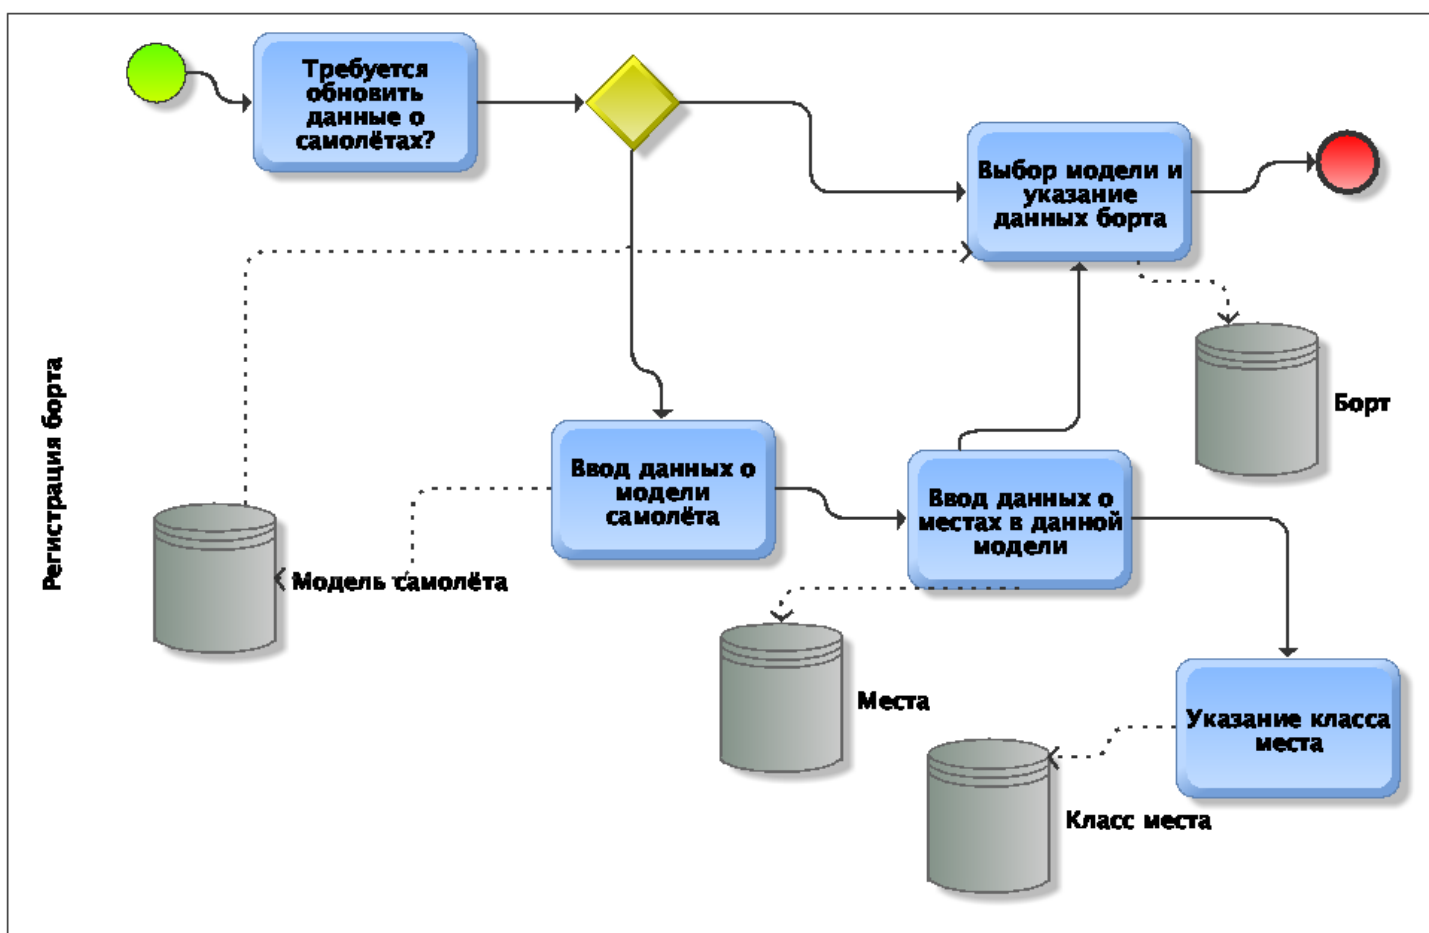 Требуется
обновить
данные о
самолётах?
Выбор модели и
указание
данных борта
Регистрация борта
Борт
Ввод данных о
модели
самолёта
Ввод данных о
местах в данной
модели
Модель самолёта
Места
Указание класса
места
Класс места